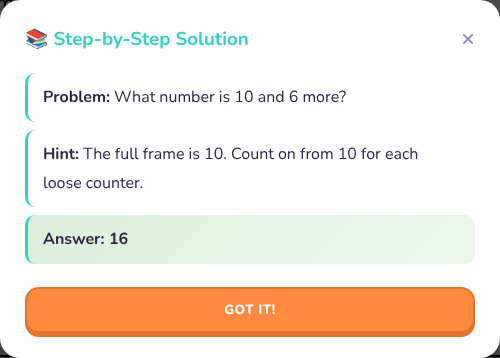 📚 Step-by-Step Solution
Problem: What number is 10 and 6 more?
Hint: The full frame is 10. Count on from 10 for each
loose counter.
Answer: 16
GOT IT!